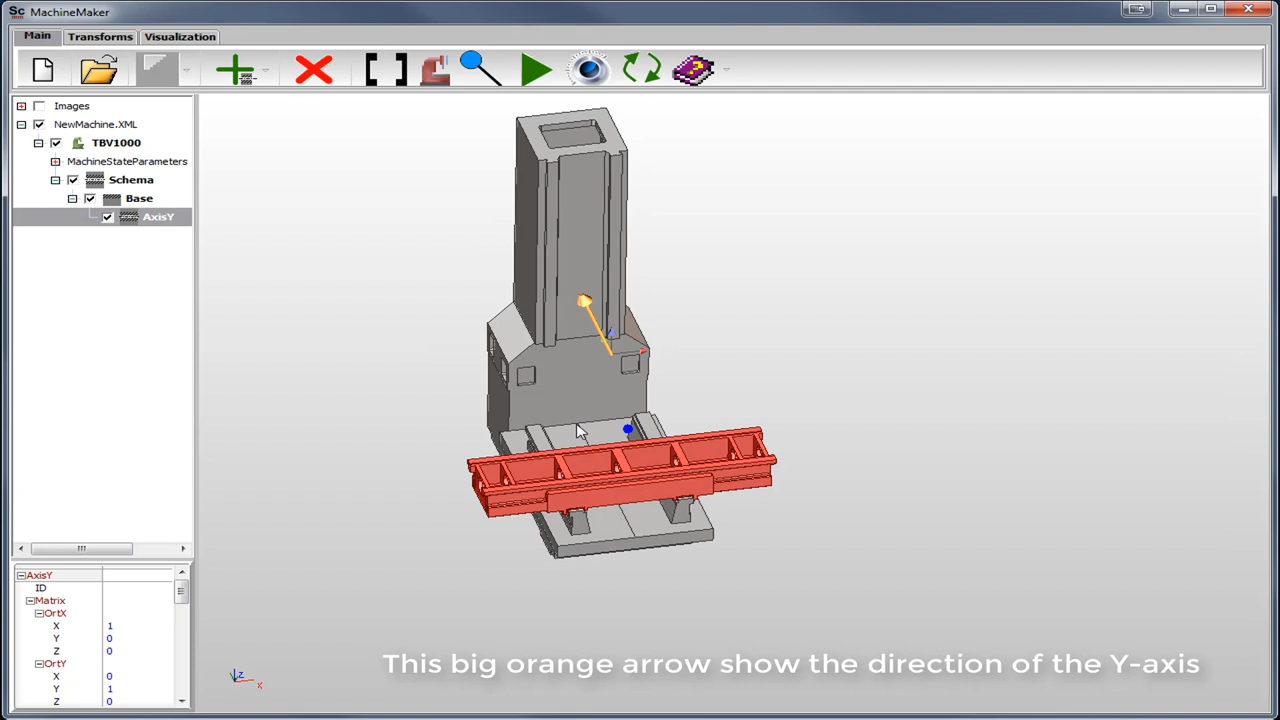 Sc MachineMaker
Main Transforms Visualization
Images
NewMachine.XML
TBV1000
MachineStateParameters
Schema
Base
AxisY
AxisY
ID
Matrix
OrtX
X 1
Y 0
Z 0
OrtY
X 0
Y 1
Z 0
z
x
This big orange arrow show the direction of the Y-axis